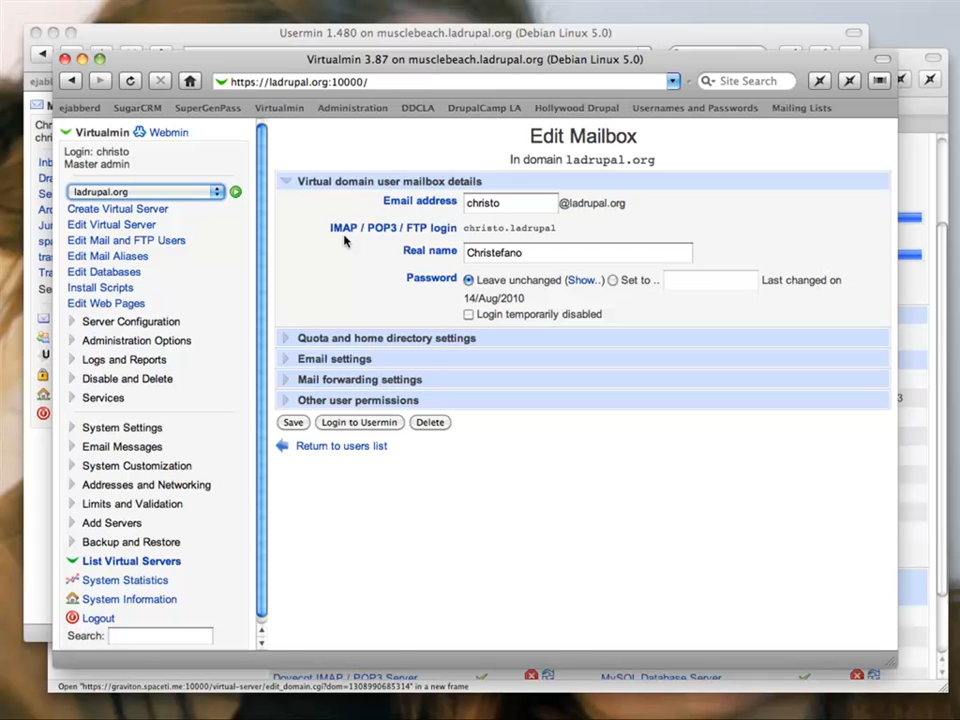 Usermin 1.480 on musclebeach.ladrupal.org (Debian Linux 5.0)
Virtualmin 3.87 on musclebeach.ladrupal.org (Debian Linux 5.0)
https://ladrupal.org:10000/
Site Search
ejabberd SugarCRM SuperGenPass Virtualmin Administration DDCLA DrupalCamp LA Hollywood Drupal Usernames and Passwords Mailing Lists
Virtualmin Webmin
Login: christo
Master admin
ladrupal.org
Create Virtual Server
Edit Virtual Server
Edit Mail and FTP Users
Edit Mail Aliases
Edit Databases
Install Scripts
Edit Web Pages
Server Configuration
Administration Options
Logs and Reports
Disable and Delete
Services
System Settings
Email Messages
System Customization
Addresses and Networking
Limits and Validation
Add Servers
Backup and Restore
List Virtual Servers
System Statistics
System Information
Logout
Search:
Edit Mailbox
In domain ladrupal.org
Virtual domain user mailbox details
Email address christo @ladrupal.org
IMAP / POP3 / FTP login christo.ladrupal
Real name Christefano
Password Leave unchanged (Show..) Set to .. Last changed on
14/Aug/2010
Login temporarily disabled
Quota and home directory settings
Email settings
Mail forwarding settings
Other user permissions
Save Login to Usermin Delete
Return to users list
Dovecot IMAP / POP3 Server MySQL Database Server
Open "https://graviton.spaceti.me:10000/virtual-server/edit_domain.cgi?dom=1308990685314" in a new frame